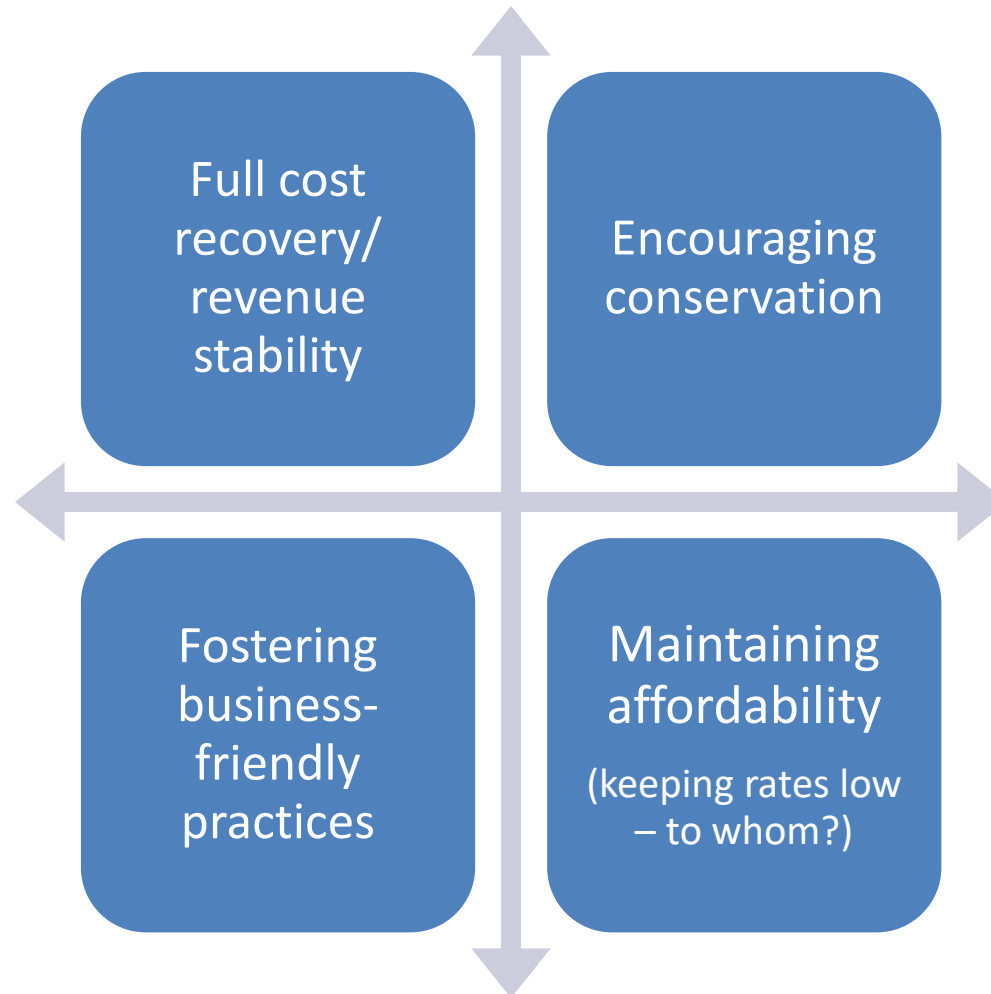 Full cost
recovery/
revenue
stability
Encouraging
conservation
Fostering
business-
friendly
practices
Maintaining
affordability
(keeping rates low
– to whom?)